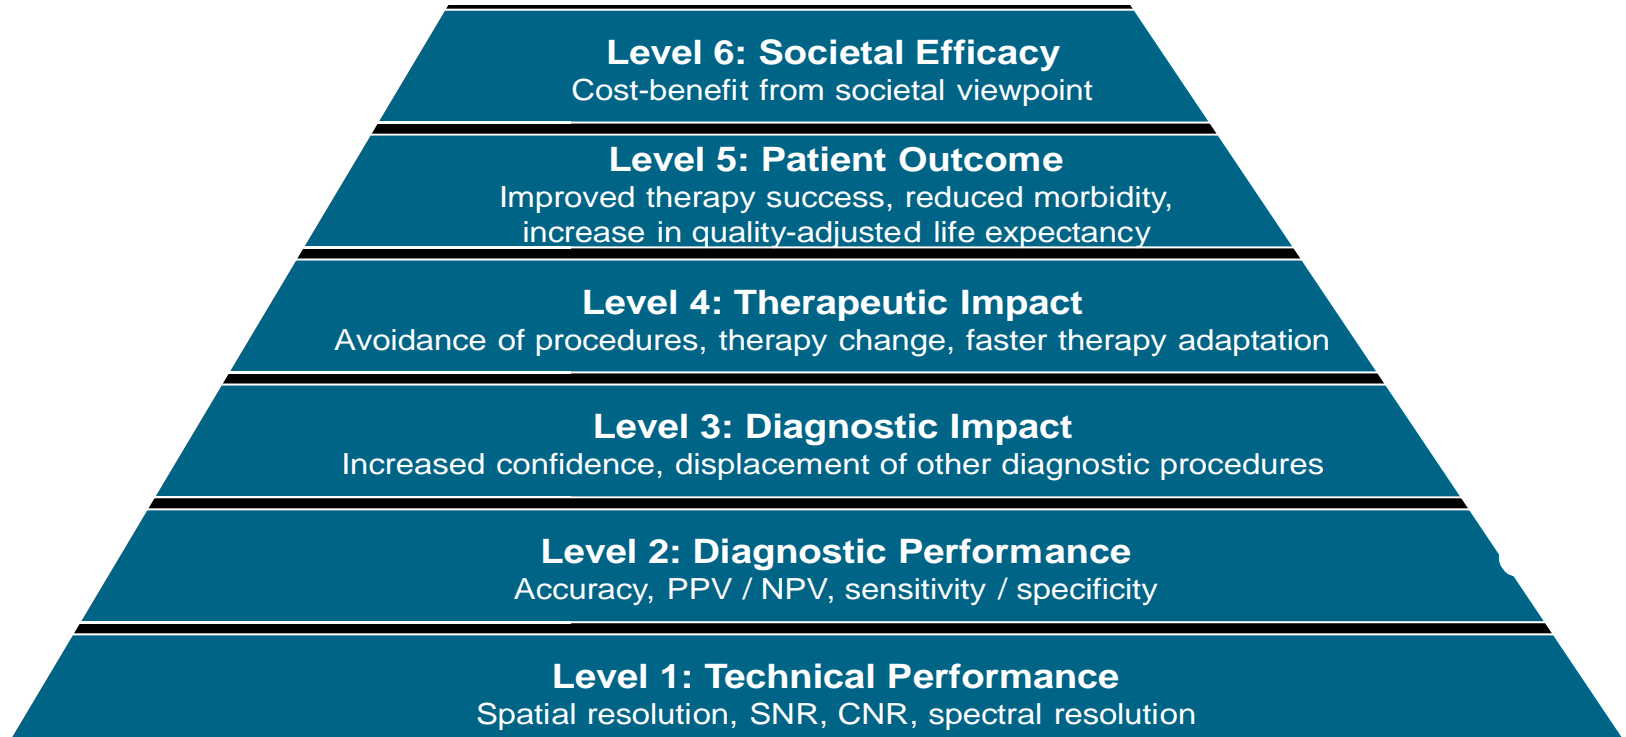 Level 6: Societal Efficacy
Cost-benefit from societal viewpoint
Level 5: Patient Outcome
Improved therapy success, reduced morbidity,
increase in quality-adjusted life expectancy
Level 4: Therapeutic Impact
Avoidance of procedures, therapy change, faster therapy adaptation
Level 3: Diagnostic Impact
Increased confidence, displacement of other diagnostic procedures
Level 2: Diagnostic Performance
Accuracy, PPV / NPV, sensitivity / specificity
Level 1: Technical Performance
Spatial resolution, SNR, CNR, spectral resolution